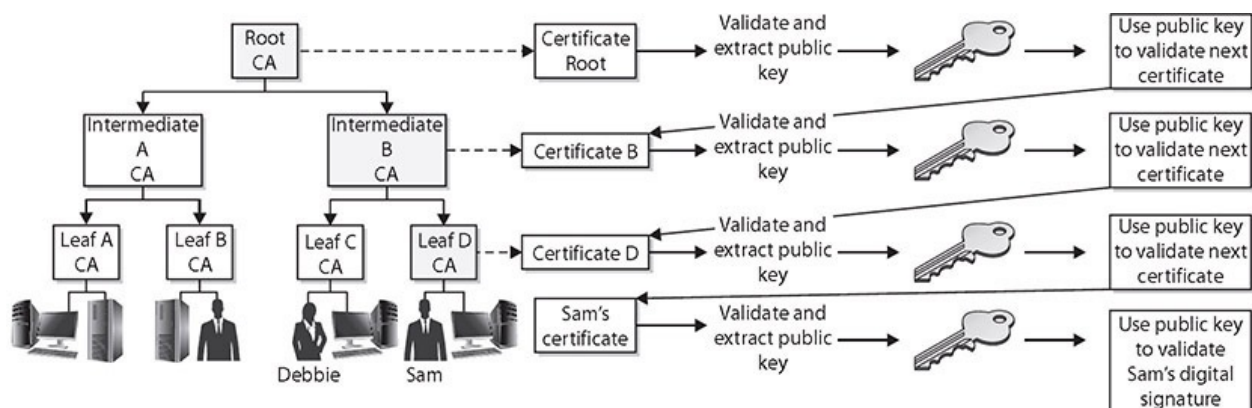 Root
CA
Certificate
Root
Validate and
extract public
key
Use public key
to validate next
certificate
Intermediate
A
CA
Intermediate
B
CA
Certificate B
Validate and
extract public
key
Use public key
to validate next
certificate
Leaf A
CA
Leaf B
CA
Leaf C
CA
Leaf D
CA
Certificate D
Validate and
extract public
key
Use public key
to validate next
certificate
Debbie
Sam
Sam's
certificate
Validate and
extract public
key
Use public key
to validate
Sam's digital
signature